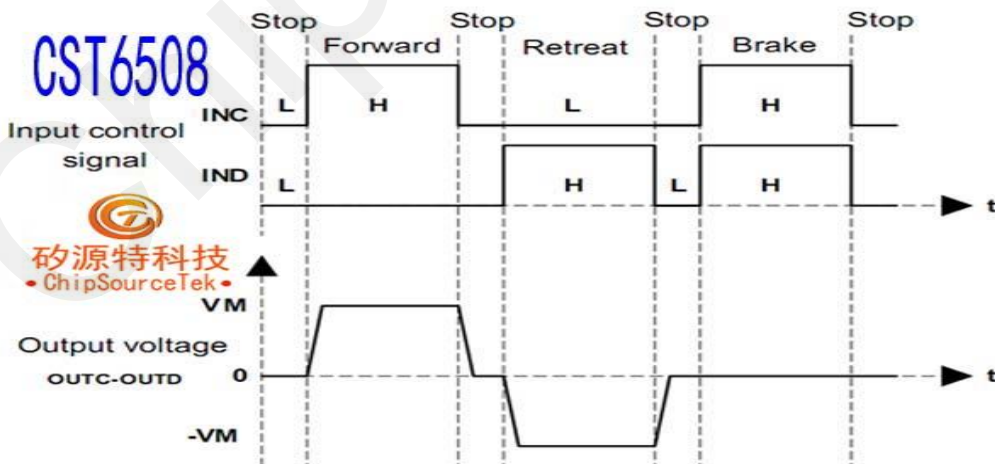 Stop Stop Stop Stop
Forward Retreat Brake
CST6508
INC L H L H
Input control
signal
IND L H L H
t
矽源特科技
•ChipSourceTek•
VM
Output voltage
OUTC-OUTD 0
t
-VM